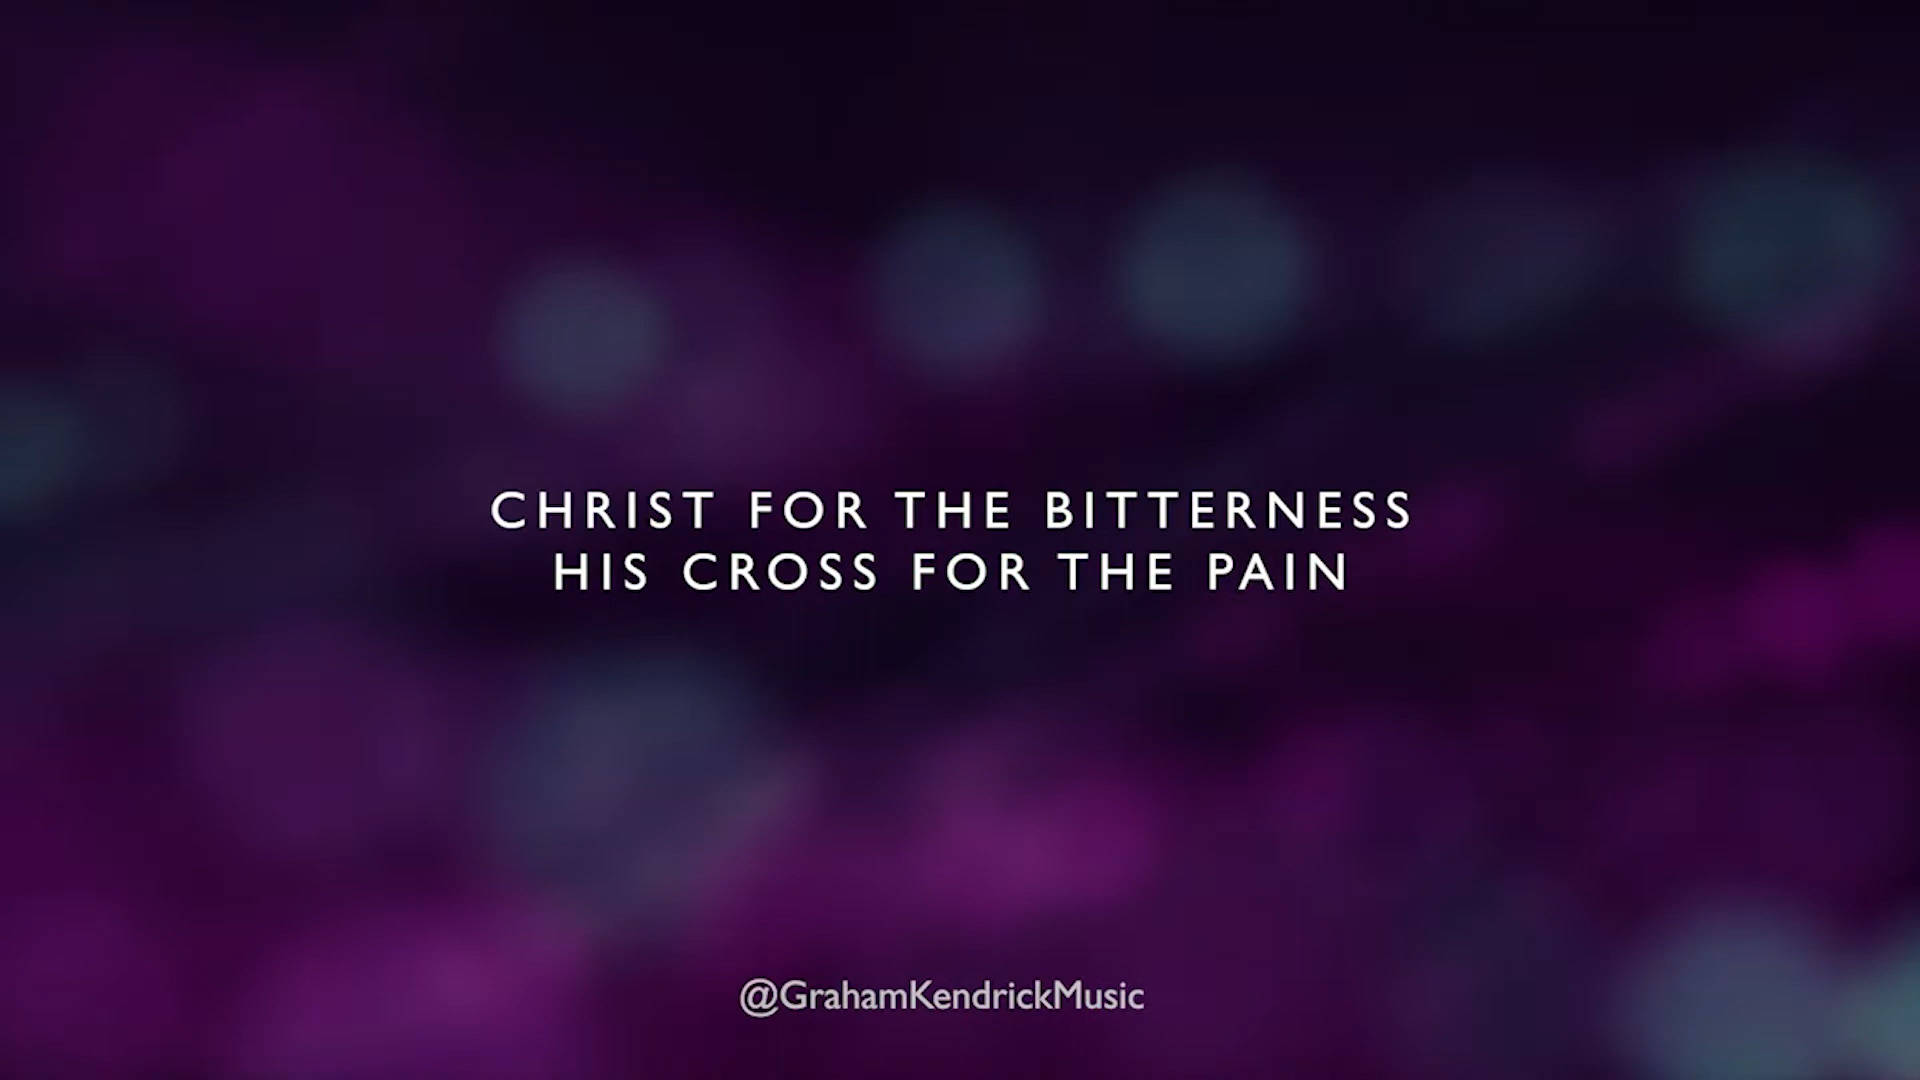 CHRIST FOR THE BITTERNESS
HIS CROSS FOR THE PAIN
@GrahamKendrickMusic